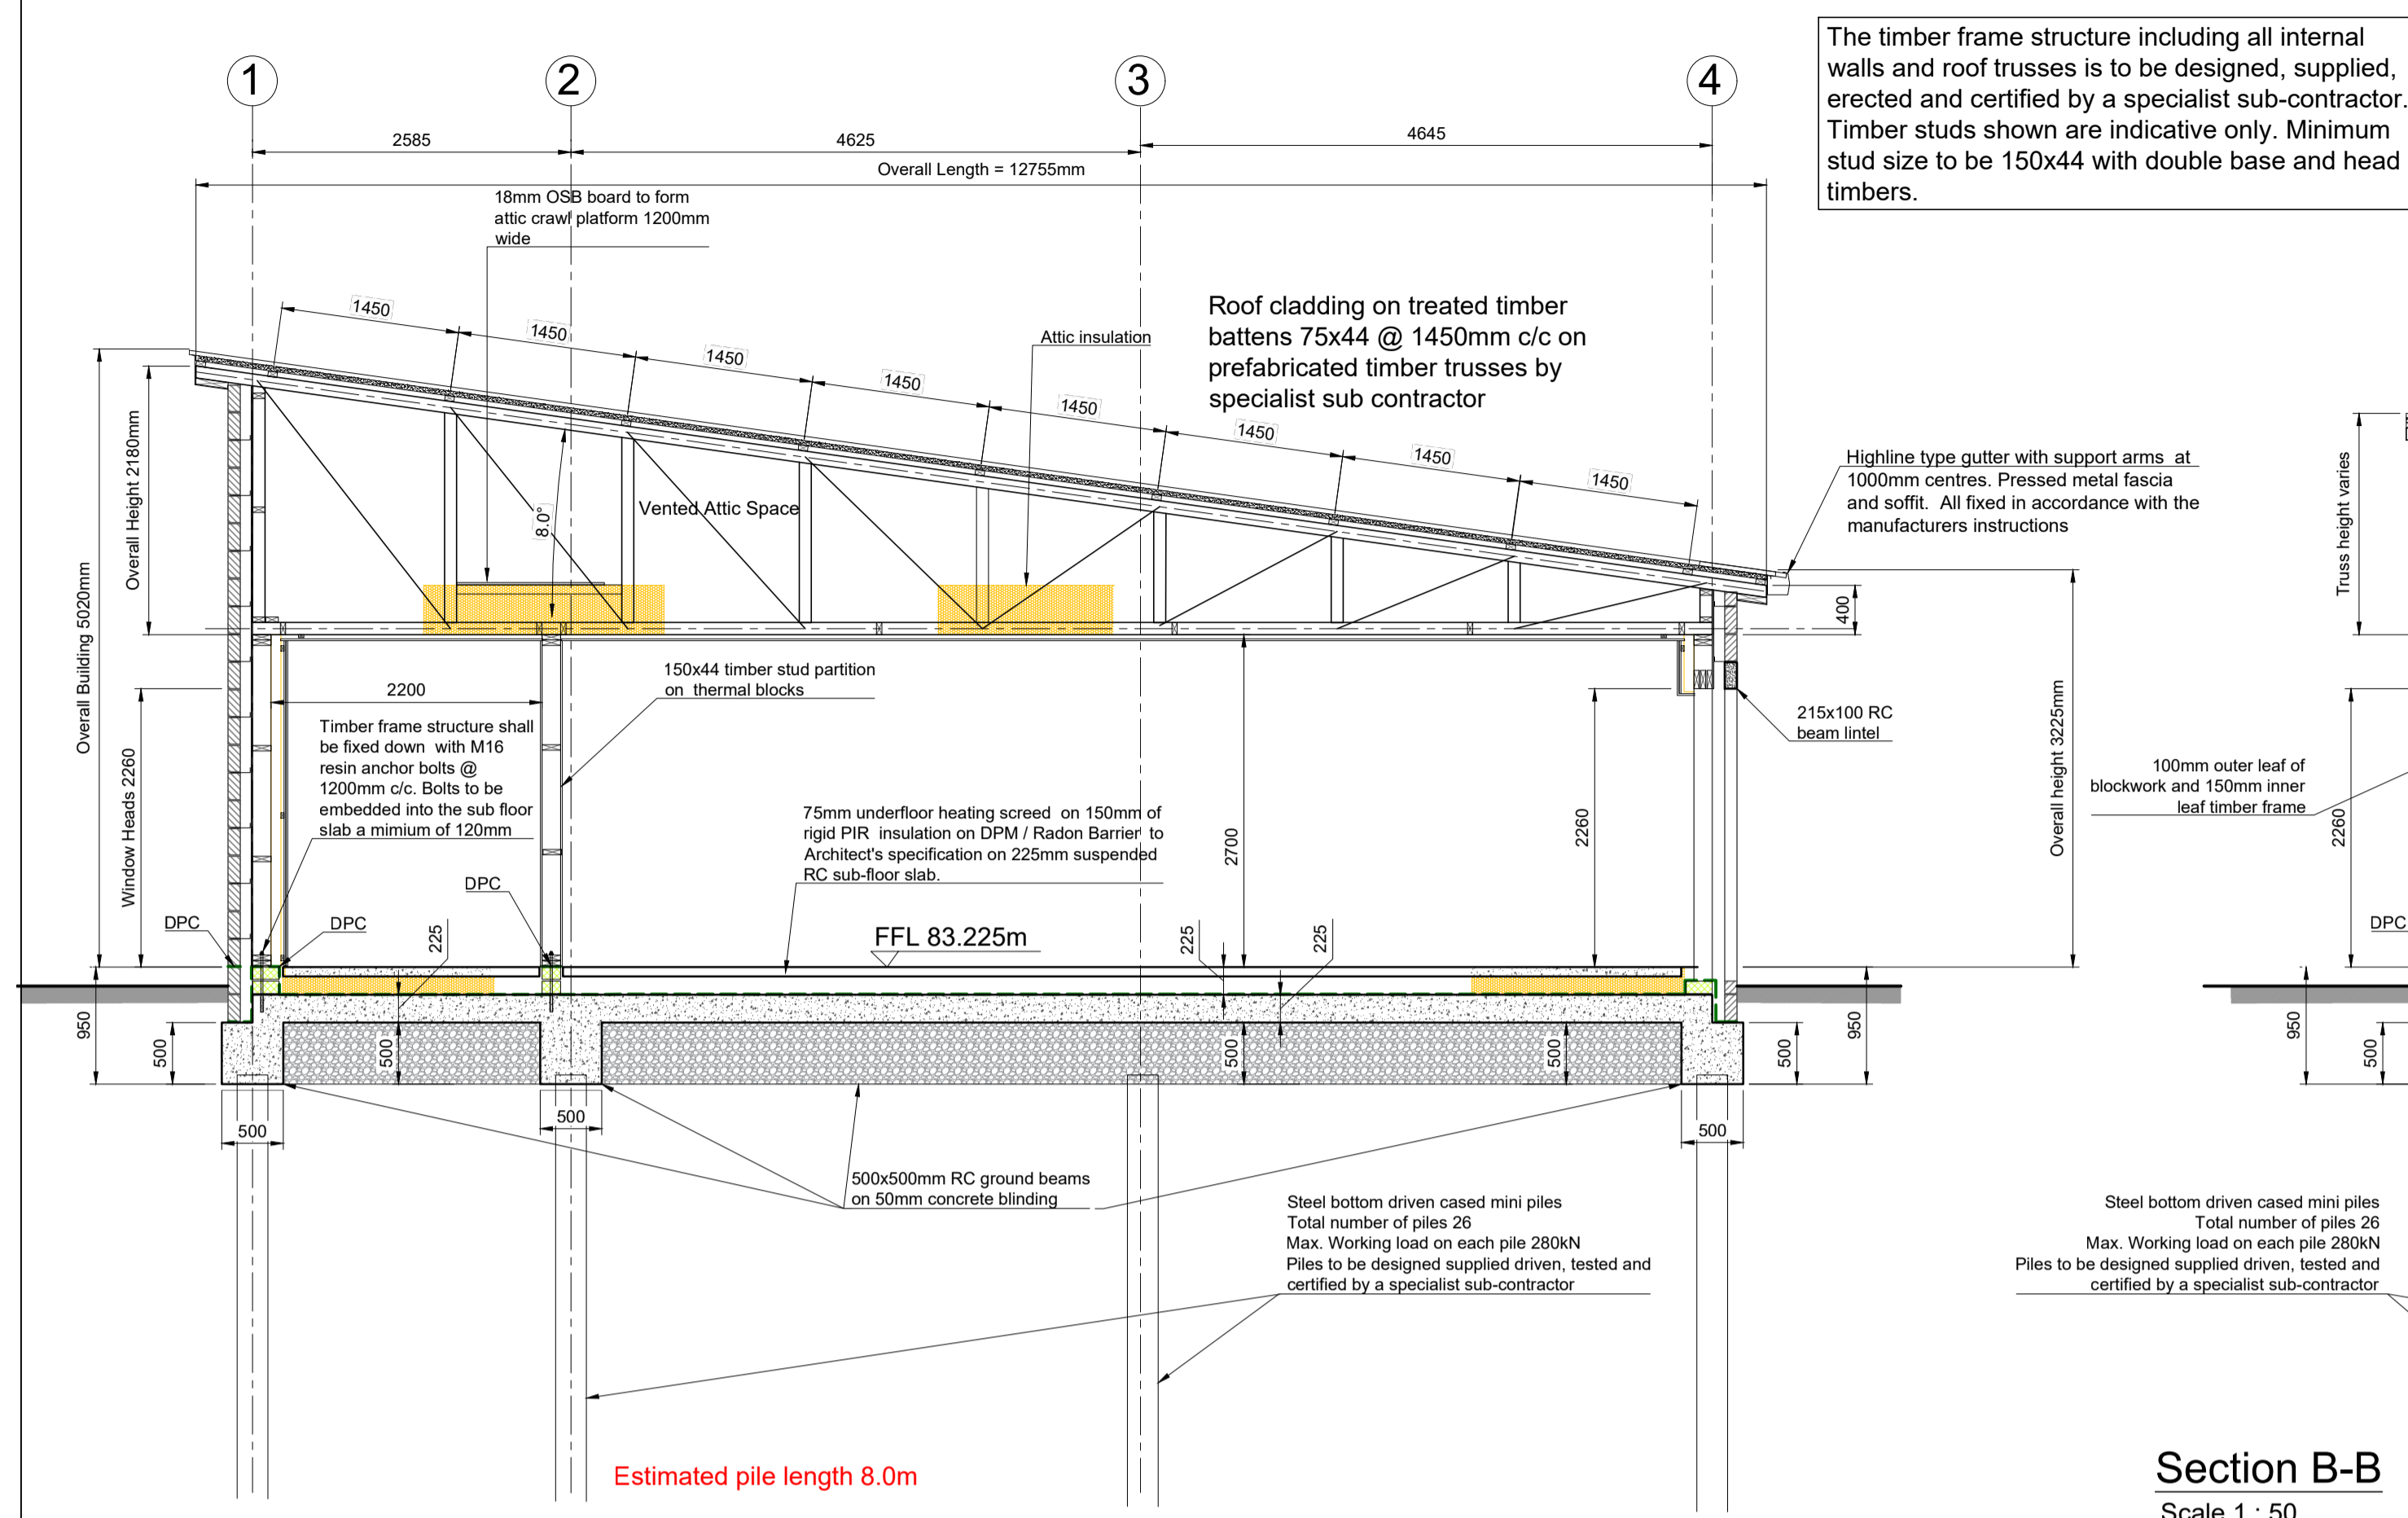 The timber frame structure including all internal
walls and roof trusses is to be designed, supplied,
erected and certified by a specialist sub-contractor.
Timber studs shown are indicative only. Minimum
stud size to be 150x44 with double base and head
timbers.
1
2
3
4
2585
4625
4645
Overall Length = 12755mm
18mm OSB board to form
attic crawl platform 1200mm
wide
1450
1450
1450
1450
1450
1450
1450
1450
Attic insulation
Roof cladding on treated timber
battens 75x44 @ 1450mm c/c on
prefabricated timber trusses by
specialist sub contractor
Highline type gutter with support arms at
1000mm centres. Pressed metal fascia
and soffit. All fixed in accordance with the
manufacturers instructions
Truss height varies
Overall Height 2180mm
Overall Building 5020mm
8.0°
Vented Attic Space
400
150x44 timber stud partition
on thermal blocks
2200
Window Heads 2260
Timber frame structure shall
be fixed down with M16
resin anchor bolts @
1200mm c/c. Bolts to be
embedded into the sub floor
slab a mimium of 120mm
75mm underfloor heating screed on 150mm of
rigid PIR insulation on DPM / Radon Barrier to
Architect's specification on 225mm suspended
RC sub-floor slab.
2700
2260
215x100 RC
beam lintel
Overall height 3225mm
100mm outer leaf of
blockwork and 150mm inner
leaf timber frame
2260
DPC
DPC
DPC
DPC
225
FFL 83.225m
225
225
950
500
500
500
500
500
950
950
500
500
500
500
500x500mm RC ground beams
on 50mm concrete blinding
Steel bottom driven cased mini piles
Total number of piles 26
Max. Working load on each pile 280kN
Piles to be designed supplied driven, tested and
certified by a specialist sub-contractor
Steel bottom driven cased mini piles
Total number of piles 26
Max. Working load on each pile 280kN
Piles to be designed supplied driven, tested and
certified by a specialist sub-contractor
Estimated pile length 8.0m
Section B-B
Scale 1 : 50